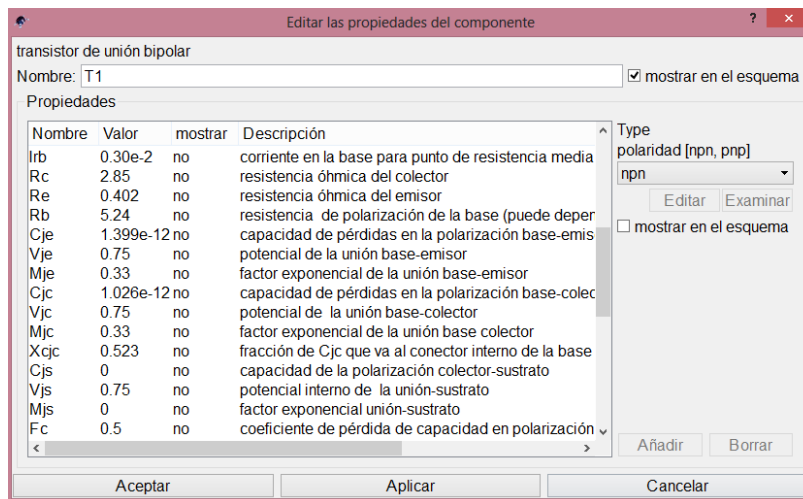 Editar las propiedades del componente
? ×
transistor de unión bipolar
Nombre: T1
mostrar en el esquema
Propiedades
Nombre Valor mostrar Descripción
Irb 0.30e-2 no corriente en la base para punto de resistencia media
Rc 2.85 no resistencia óhmica del colector
Re 0.402 no resistencia óhmica del emisor
Rb 5.24 no resistencia de polarización de la base (puede deper
Cje 1.399e-12 no capacidad de pérdidas en la polarización base-emis
Vje 0.75 no potencial de la unión base-emisor
Mje 0.33 no factor exponencial de la unión base-emisor
Cjc 1.026e-12 no capacidad de pérdidas en la polarización base-colec
Vjc 0.75 no potencial de la unión base-colector
Mjc 0.33 no factor exponencial de la unión base colector
Xcjc 0.523 no fracción de Cjc que va al conector interno de la base
Cjs 0 no capacidad de la polarización colector-sustrato
Vjs 0.75 no potencial interno de la unión-sustrato
Mjs 0 no factor exponencial unión-sustrato
Fc 0.5 no coeficiente de pérdida de capacidad en polarización
Type
polaridad [npn, pnp]
npn
Editar Examinar
mostrar en el esquema
Añadir Borrar
Aceptar Aplicar Cancelar